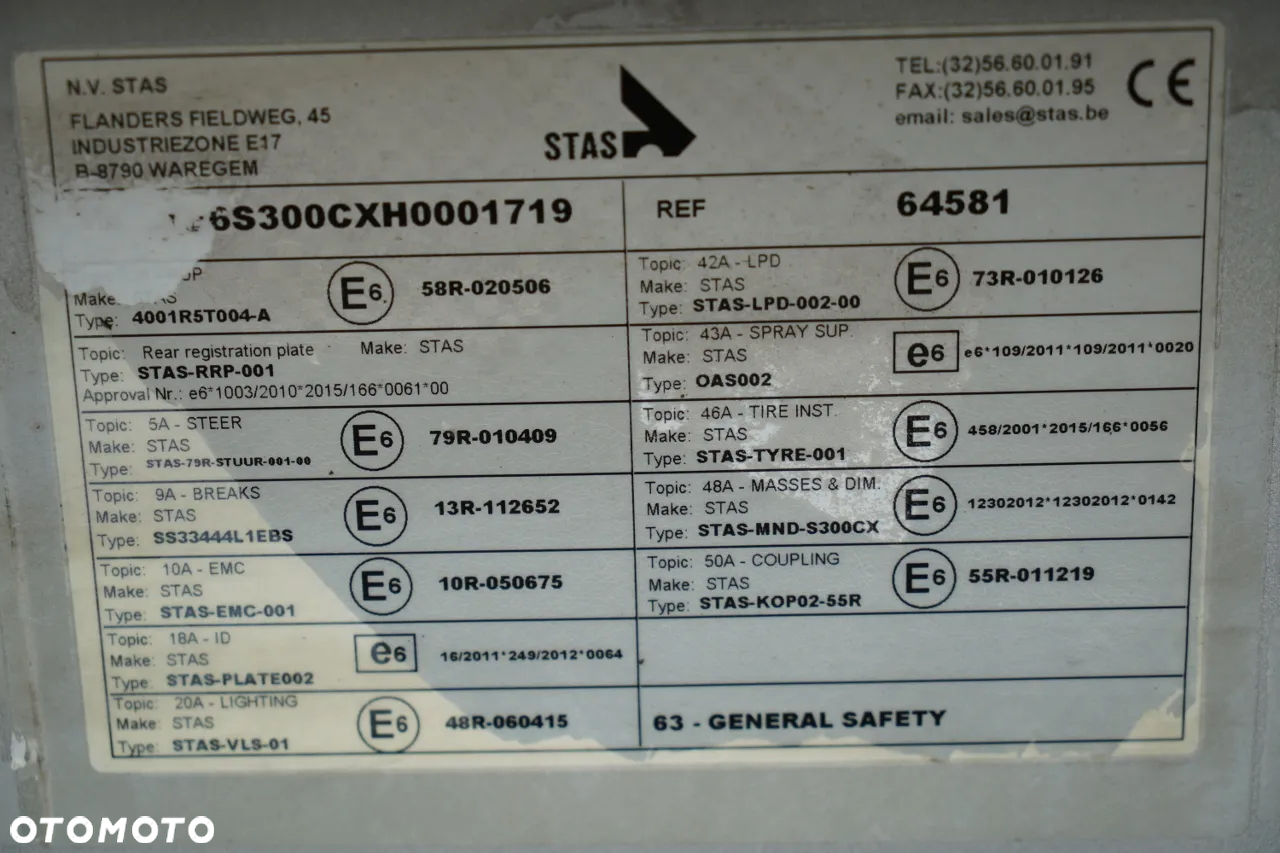 N.V. STAS
FLANDERS FIELDWEG, 45
INDUSTRIEZONE E17
B-8790 WAREGEM
STAS
TEL:(32)56.60.01.91
FAX:(32)56.60.01.95
email: sales@stas.be
CE
6S300CXH0001719
REF 64581
Make:
Type: 4001R5T004-A
E6 58R-020506
Topic: Rear registration plate Make: STAS
Type: STAS-RRP-001
Approval Nr.: e6*1003/2010*2015/166*0061*00
Topic: 5A - STEER
Make: STAS
Type: STAS-79R-STUUR-001-00
E6 79R-010409
Topic: 9A - BREAKS
Make: STAS
Type: SS33444L1EBS
E6 13R-112652
Topic: 10A - EMC
Make: STAS
Type: STAS-EMC-001
E6 10R-050675
Topic: 18A - ID
Make: STAS
Type: STAS-PLATE002
e6 16/2011*249/2012*0064
Topic: 20A - LIGHTING
Make: STAS
Type: STAS-VLS-01
E6 48R-060415
Topic: 42A - LPD
Make: STAS
Type: STAS-LPD-002-00
E6 73R-010126
Topic: 43A - SPRAY SUP.
Make: STAS
Type: OAS002
e6 e6*109/2011*109/2011*0020
Topic: 46A - TIRE INST.
Make: STAS
Type: STAS-TYRE-001
E6 458/2001*2015/166*0056
Topic: 48A - MASSES & DIM.
Make: STAS
Type: STAS-MND-S300CX
E6 12302012*12302012*0142
Topic: 50A - COUPLING
Make: STAS
Type: STAS-KOP02-55R
E6 55R-011219
63 - GENERAL SAFETY
OTOMOTO